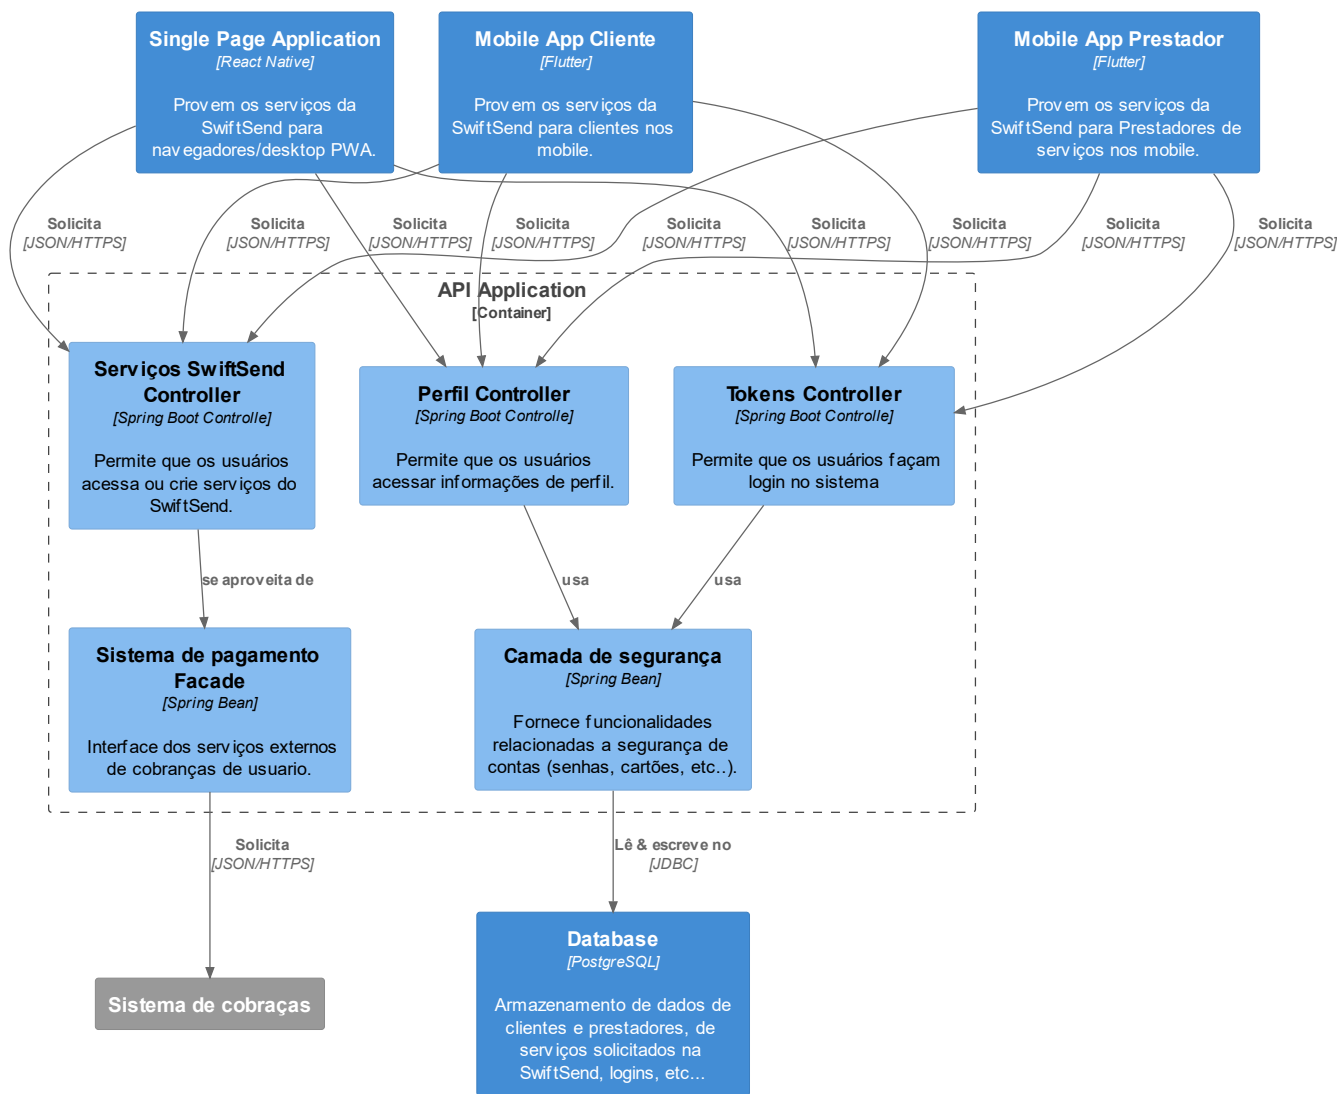 Single Page Application
[React Native]
Provem os serviços da
SwiftSend para
navegadores/desktop PWA.
Mobile App Cliente
[Flutter]
Provem os serviços da
SwiftSend para clientes nos
mobile.
Mobile App Prestador
[Flutter]
Provem os serviços da
SwiftSend para Prestadores de
serviços nos mobile.
Solicita
[JSON/HTTPS]
Solicita
[JSON/HTTPS]
Solicita
[JSON/HTTPS]
Solicita
[JSON/HTTPS]
Solicita
[JSON/HTTPS]
Solicita
[JSON/HTTPS]
Solicita
[JSON/HTTPS]
Solicita
[JSON/HTTPS]
Solicita
[JSON/HTTPS]
API Application
[Container]
Serviços SwiftSend
Controller
[Spring Boot Controlle]
Permite que os usuários
acessa ou crie serviços do
SwiftSend.
Perfil Controller
[Spring Boot Controlle]
Permite que os usuários
acessar informações de perfil.
Tokens Controller
[Spring Boot Controlle]
Permite que os usuários façam
login no sistema
se aproveita de
usa
usa
Sistema de pagamento
Facade
[Spring Bean]
Interface dos serviços externos
de cobranças de usuario.
Camada de segurança
[Spring Bean]
Fornece funcionalidades
relacionadas a segurança de
contas (senhas, cartões, etc..).
Solicita
[JSON/HTTPS]
Lê & escreve no
[JDBC]
Sistema de cobraças
Database
[PostgreSQL]
Armazenamento de dados de
clientes e prestadores, de
serviços solicitados na
SwiftSend, logins, etc...